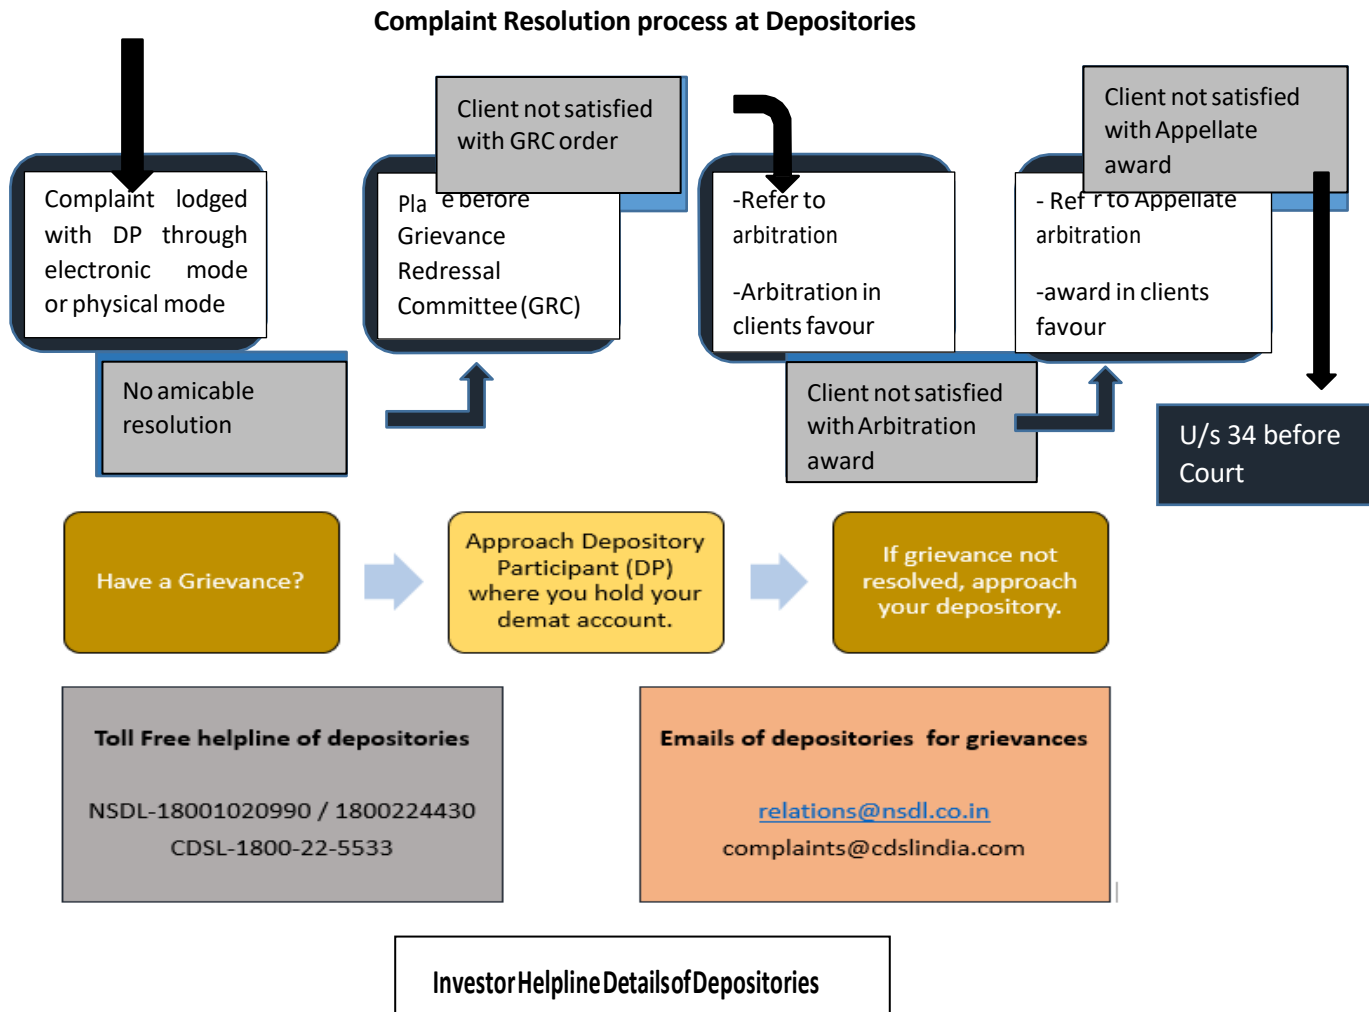 Complaint Resolution process at Depositories
Complaint lodged
with DP through
electronic mode
or physical mode
No amicable
resolution
Pla e before
Grievance
Redressal
Committee (GRC)
Client not satisfied
with GRC order
-Refer to
arbitration
-Arbitration in
clients favour
Client not satisfied
with Arbitration
award
- Ref r to Appellate
arbitration
-award in clients
favour
Client not satisfied
with Appellate
award
U/s 34 before
Court
Have a Grievance?
Approach Depository
Participant (DP)
where you hold your
demat account.
If grievance not
resolved, approach
your depository.
Toll Free helpline of depositories
NSDL-18001020990 / 1800224430
CDSL-1800-22-5533
Emails of depositories for grievances
relations@nsdl.co.in
complaints@cdslindia.com
Investor Helpline Details of Depositories